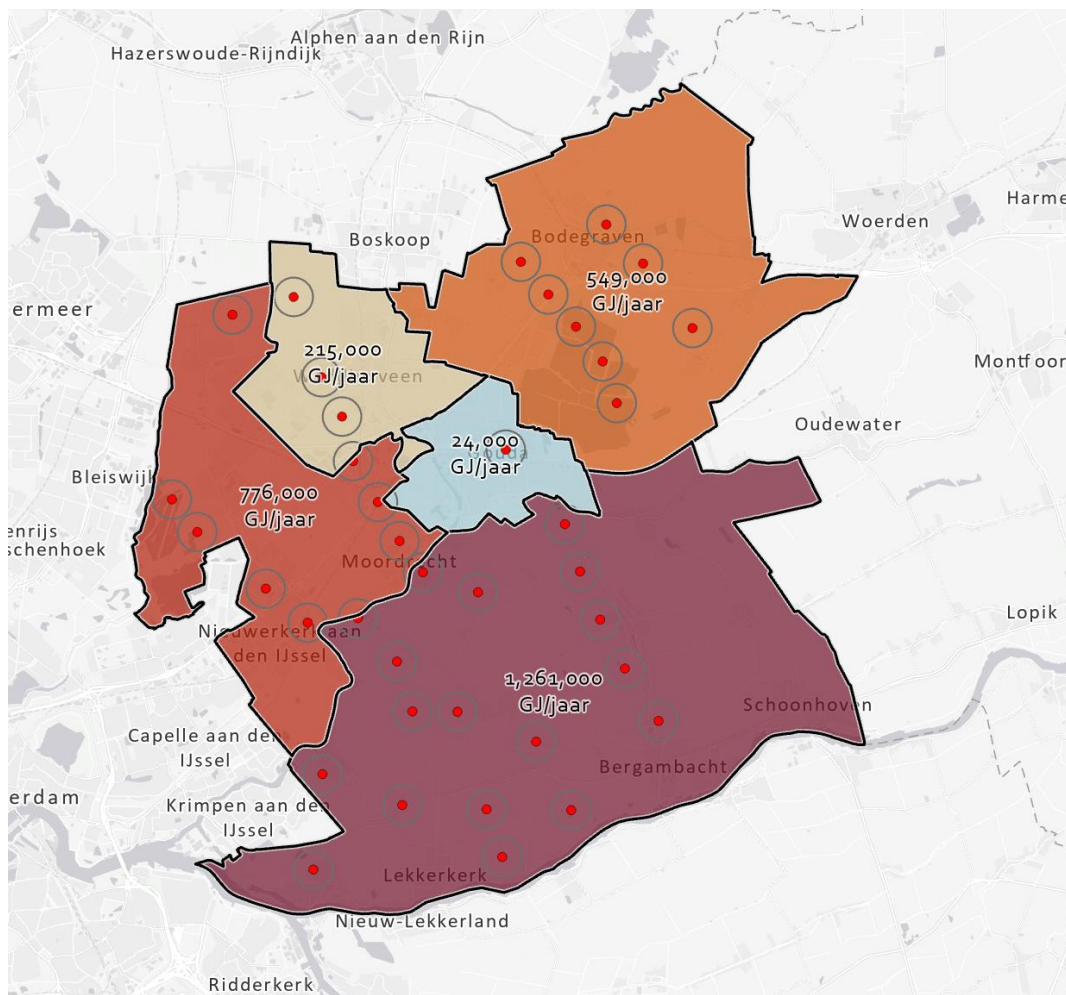 Alphen aan den Rijn
Hazerswoude-Rijndijk
Harme
Woerden
Boskoop
Bodegraven
549,000
GJ/jaar
ermeer
215,000
GJ/jaar
Montfoor
Oudewater
24,000
Gouda
GJ/jaar
Bleiswijk
776,000
GJ/jaar
enrijs
schenhoek
Moordrecht
Lopik
Nieuwerkerk aan
den IJssel
1,261,000
GJ/jaar
Schoonhoven
Capelle aan den
IJssel
Bergambacht
erdam
Krimpen aan den
IJssel
Lekkerkerk
Nieuw-Lekkerland
Ridderkerk